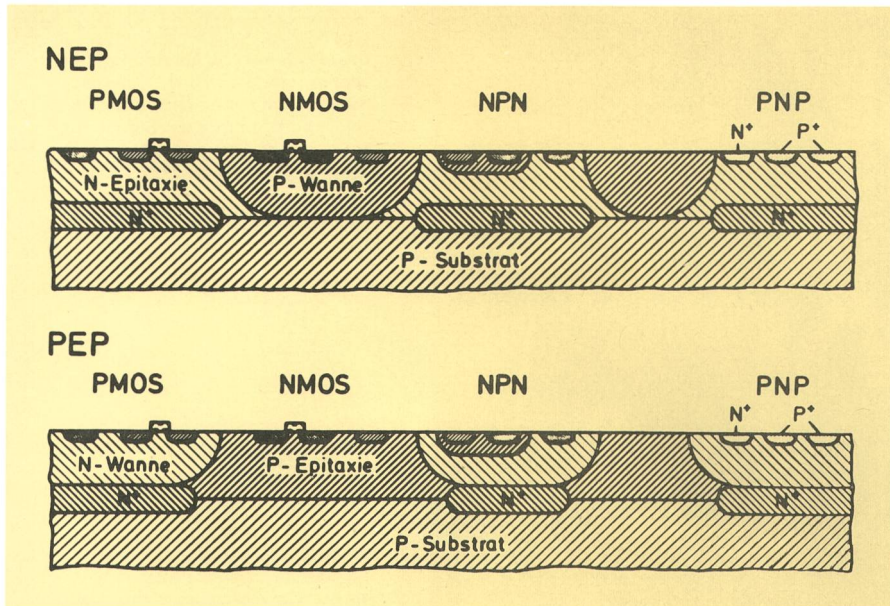 NEP
PMOS NMOS NPN PNP
N⁺ P⁺
N-Epitaxie P-Wanne
N⁺ N⁺ N⁺
P-Substrat
PEP
PMOS NMOS NPN PNP
N⁺ P⁺
N-Wanne P-Epitaxie
N⁺ N⁺ N⁺
P-Substrat